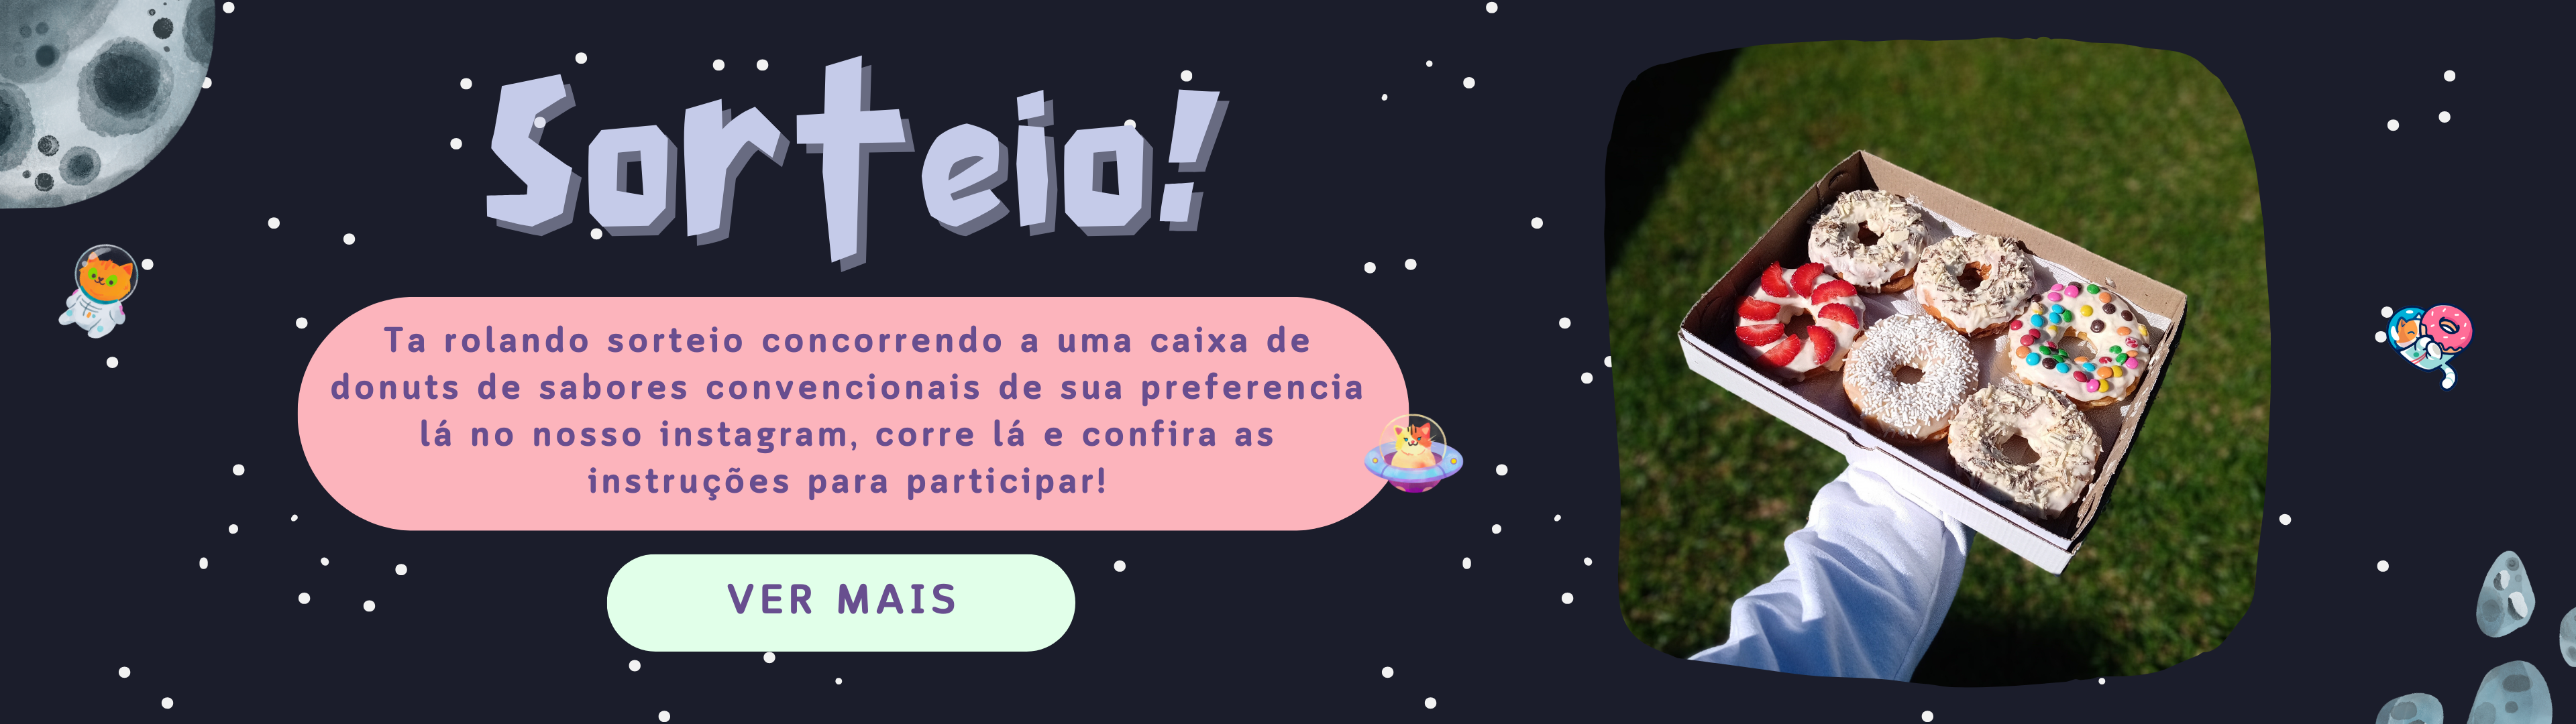 Sorteio!
Ta rolando sorteio concorrendo a uma caixa de
donuts de sabores convencionais de sua preferencia
lá no nosso instagram, corre lá e confira as
instruções para participar!
VER MAIS